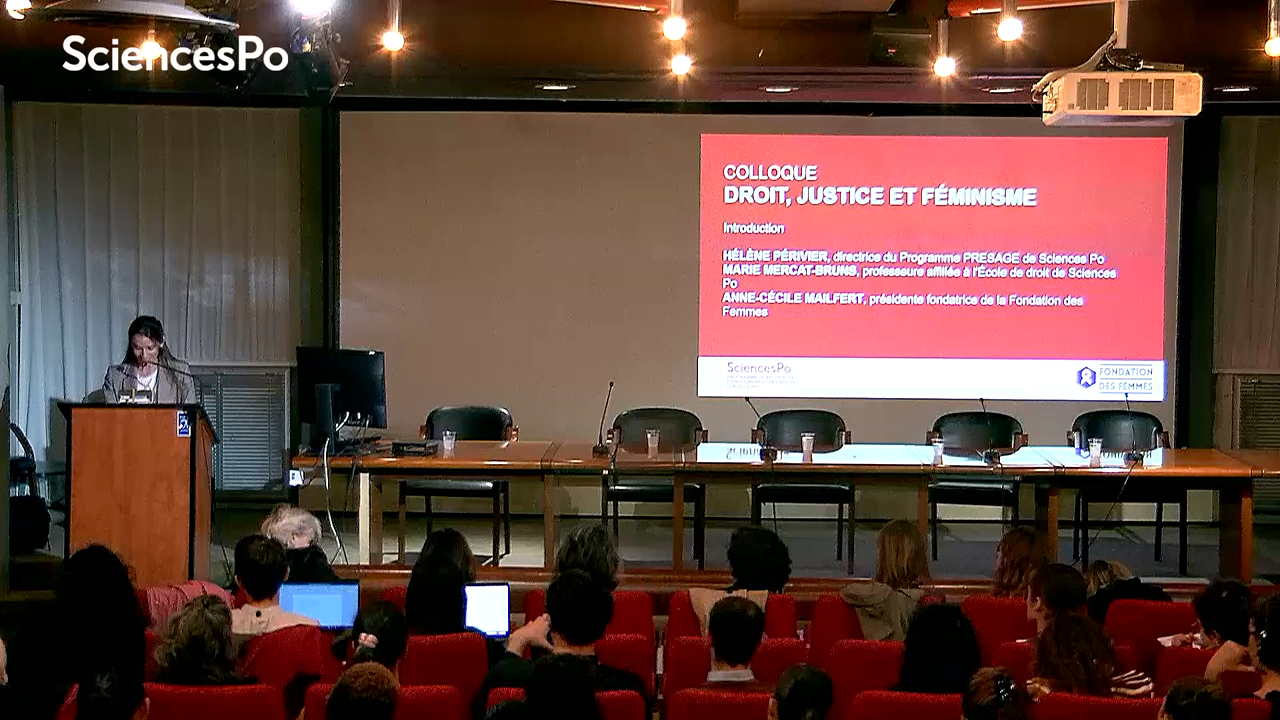 SciencesPo
COLLOQUE
DROIT, JUSTICE ET FÉMINISME
Introduction
HÉLÈNE PÉRIVIER, directrice du Programme PRESAGE de Sciences Po
MARIE MERCAT-BRUNS, professeure affiliée à l'École de droit de Sciences
Po
ANNE-CÉCILE MAILFERT, présidente fondatrice de la Fondation des
Femmes
SciencesPo
FONDATION
DES FEMMES